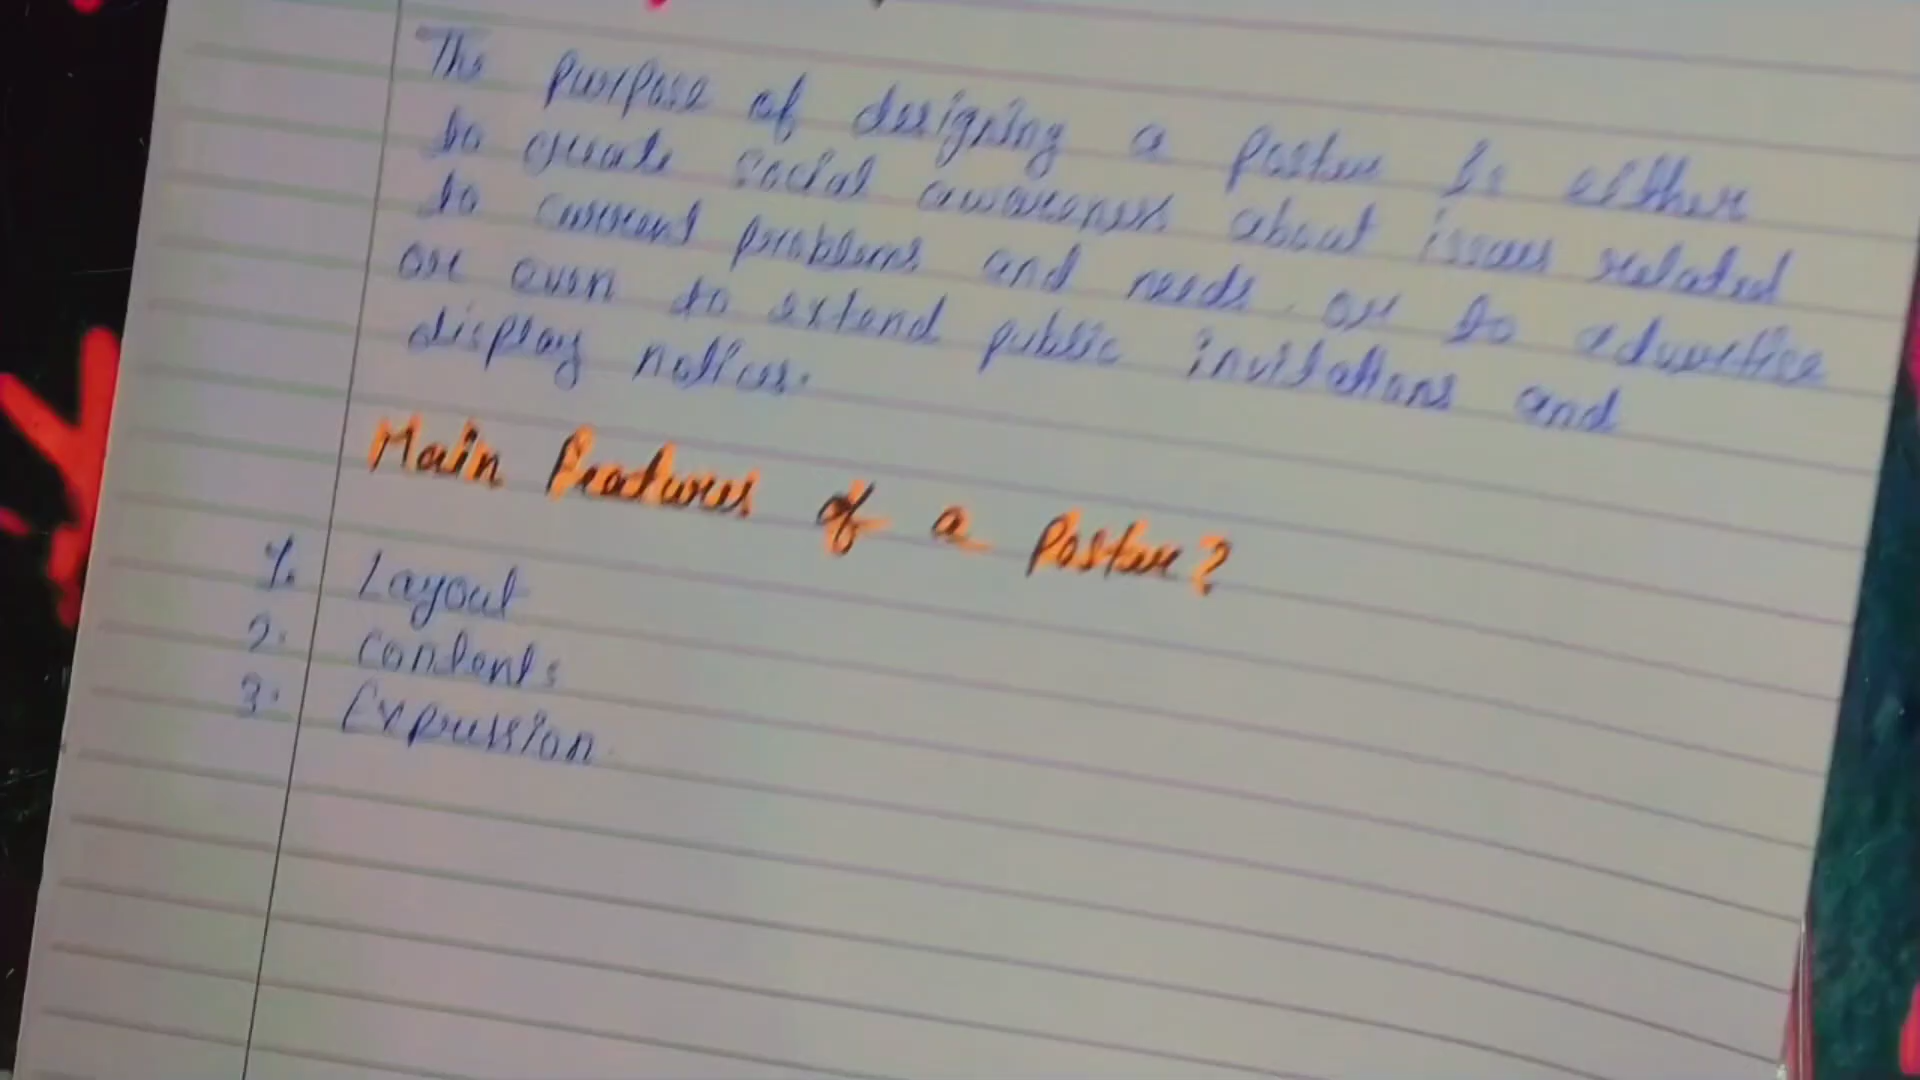 The purpose of designing a poster is either
to create social awareness about issues related
to current problems and needs or to advertise
or even to extend public invitations and
display notices.
Main Features of a Poster?
1. Layout
2. Contents
3. Expression